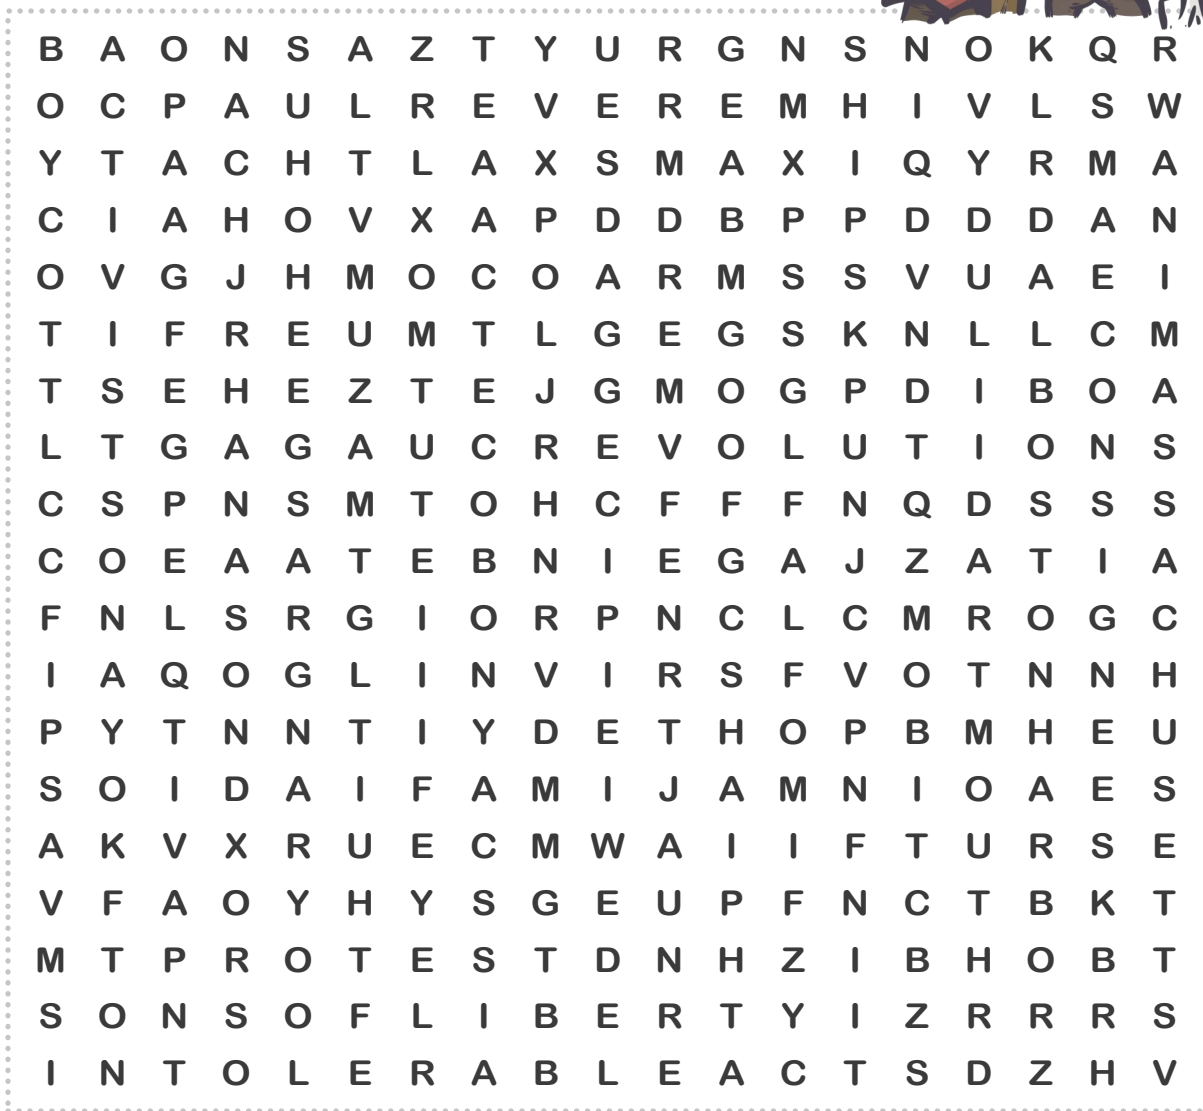 B A O N S A Z T Y U R G N S N O K Q R
O C P A U L R E V E R E M H I V L S W
Y T A C H T L A X S M A X I Q Y R M A
C I A H O V X A P D D B P P D D D A N
O V G J H M O C O A R M S S V U A E I
T I F R E U M T L G E G S K N L L C M
T S E H E Z T E J G M O G P D I B O A
L T G A G A U C R E V O L U T I O N S
C S P N S M T O H C F F F N Q D S S S
C O E A A T E B N I E G A J Z A T I A
F N L S R G I O R P N C L C M R O G C
I A Q O G L I N V I R S F V O T N N H
P Y T N N T I Y D E T H O P B M H E U
S O I D A I F A M I J A M N I O A E S
A K V X R U E C M W A I I F T U R S E
V F A O Y H Y S G E U P F N C T B K T
M T P R O T E S T D N H Z I B H O B T
S O N S O F L I B E R T Y I Z R R R S
I N T O L E R A B L E A C T S D Z H V